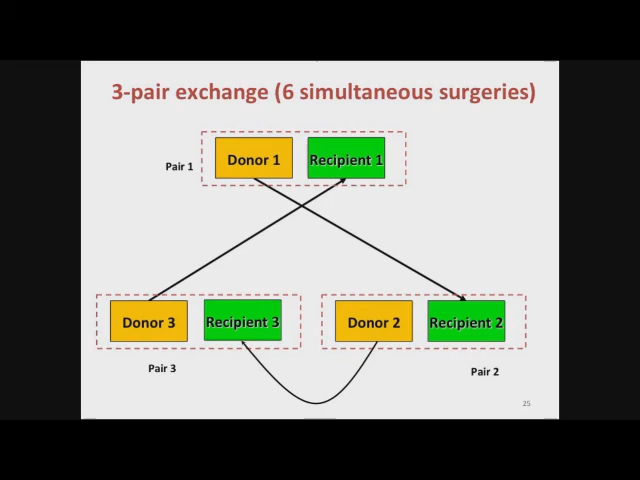 3-pair exchange (6 simultaneous surgeries)
Pair 1
Donor 1
Recipient 1
Donor 3
Recipient 3
Donor 2
Recipient 2
Pair 3
Pair 2
25